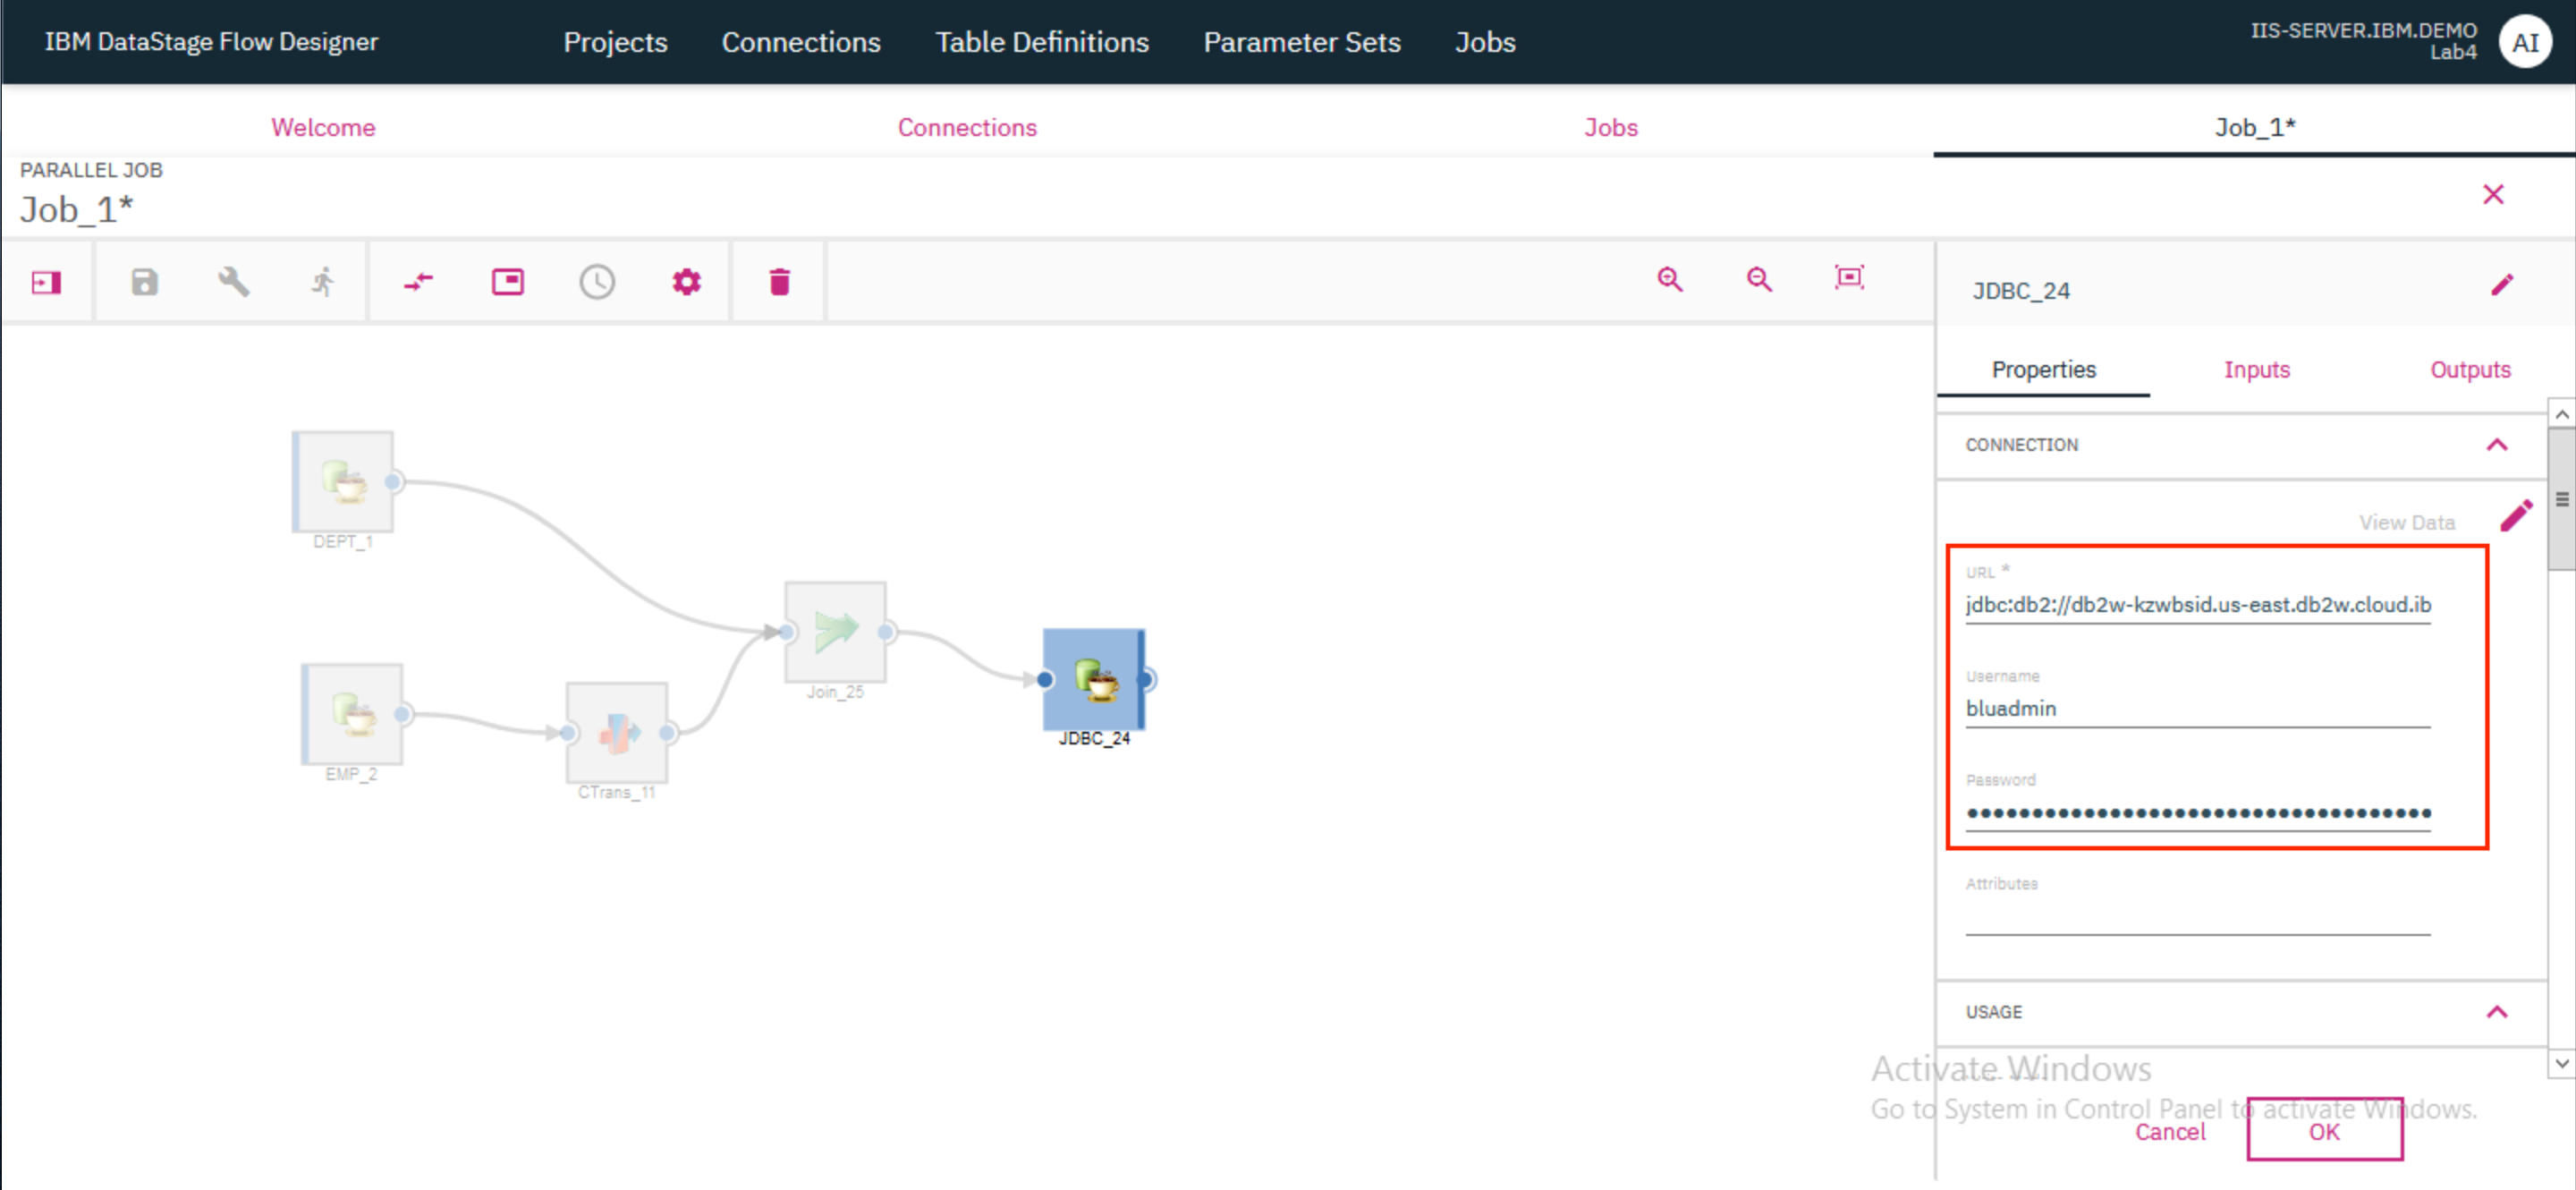 IBM DataStage Flow Designer
Projects
Connections
Table Definitions
Parameter Sets
Jobs
IIS-SERVER.IBM.DEMO
Lab4
AI
Welcome
Connections
Jobs
Job_1*
PARALLEL JOB
Job_1*
JDBC_24
Properties
Inputs
Outputs
CONNECTION
View Data
URL *
jdbc:db2://db2w-kzwbsid.us-east.db2w.cloud.ib
Username
bluadmin
Password
Attributes
USAGE
DEPT_1
EMP_2
CTrans_11
Join_25
JDBC_24
Activate Windows
Go to System in Control Panel to activate Windows.
Cancel
OK